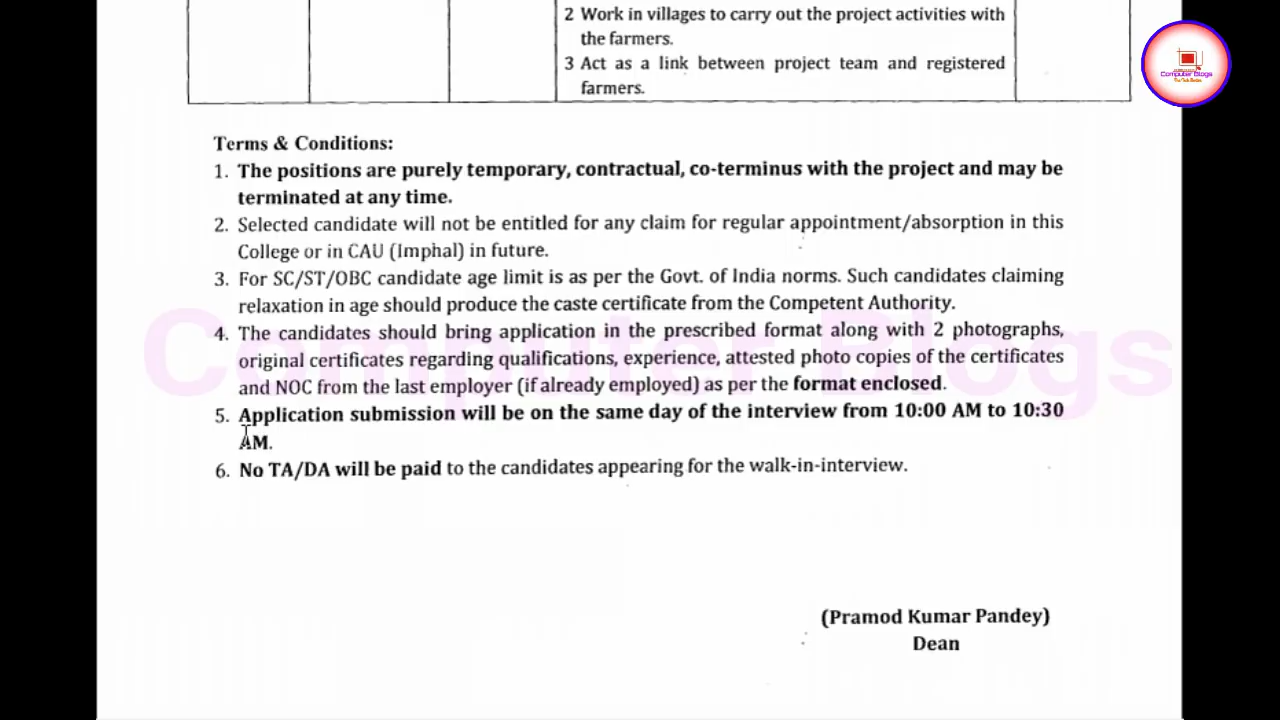 2 Work in villages to carry out the project activities with
the farmers.
3 Act as a link between project team and registered
farmers.
Computer Blogs
Terms & Conditions:
1. The positions are purely temporary, contractual, co-terminus with the project and may be
terminated at any time.
2. Selected candidate will not be entitled for any claim for regular appointment/absorption in this
College or in CAU (Imphal) in future.
3. For SC/ST/OBC candidate age limit is as per the Govt. of India norms. Such candidates claiming
relaxation in age should produce the caste certificate from the Competent Authority.
Computer Blogs
4. The candidates should bring application in the prescribed format along with 2 photographs,
original certificates regarding qualifications, experience, attested photo copies of the certificates
and NOC from the last employer (if already employed) as per the format enclosed.
5. Application submission will be on the same day of the interview from 10:00 AM to 10:30
AM.
6. No TA/DA will be paid to the candidates appearing for the walk-in-interview.
(Pramod Kumar Pandey)
Dean